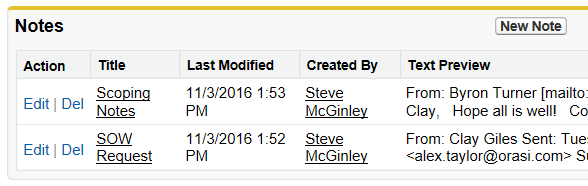 Notes
New Note
Action Title Last Modified Created By Text Preview
Edit | Del Scoping Notes 11/3/2016 1:53 PM Steve McGinley From: Byron Turner [mailto:
Clay, Hope all is well! Co
Edit | Del SOW Request 11/3/2016 1:52 PM Steve McGinley From: Clay Giles Sent: Tues
<alex.taylor@orasi.com> S